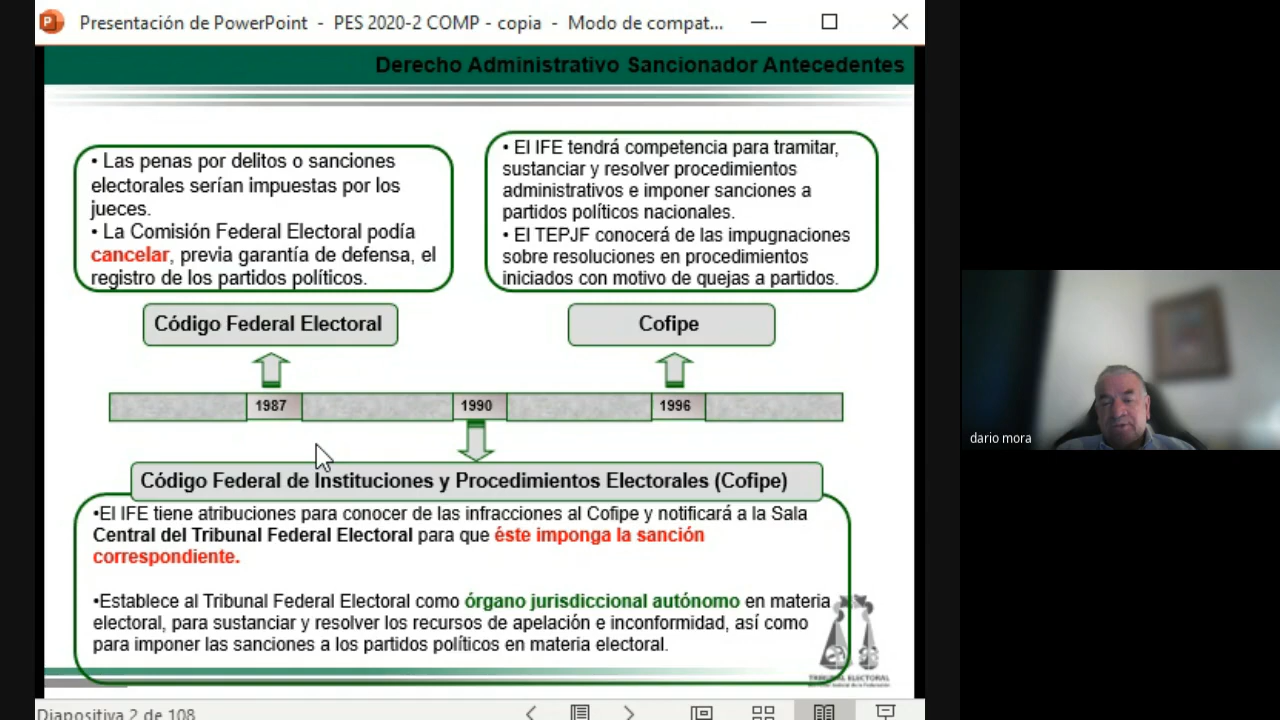 Presentación de PowerPoint - PES 2020-2 COMP - copia - Modo de compat...
Derecho Administrativo Sancionador Antecedentes
• Las penas por delitos o sanciones
electorales serían impuestas por los
jueces.
• La Comisión Federal Electoral podía
cancelar, previa garantía de defensa, el
registro de los partidos políticos.
• El IFE tendrá competencia para tramitar,
sustanciar y resolver procedimientos
administrativos e imponer sanciones a
partidos políticos nacionales.
• El TEPJF conocerá de las impugnaciones
sobre resoluciones en procedimientos
iniciados con motivo de quejas a partidos.
Código Federal Electoral
Cofipe
1987
1990
1996
Código Federal de Instituciones y Procedimientos Electorales (Cofipe)
•El IFE tiene atribuciones para conocer de las infracciones al Cofipe y notificará a la Sala
Central del Tribunal Federal Electoral para que éste imponga la sanción
correspondiente.
•Establece al Tribunal Federal Electoral como órgano jurisdiccional autónomo en materia
electoral, para sustanciar y resolver los recursos de apelación e inconformidad, así como
para imponer las sanciones a los partidos políticos en materia electoral.
TRIBUNAL ELECTORAL
Diapositiva 2 de 108
dario mora